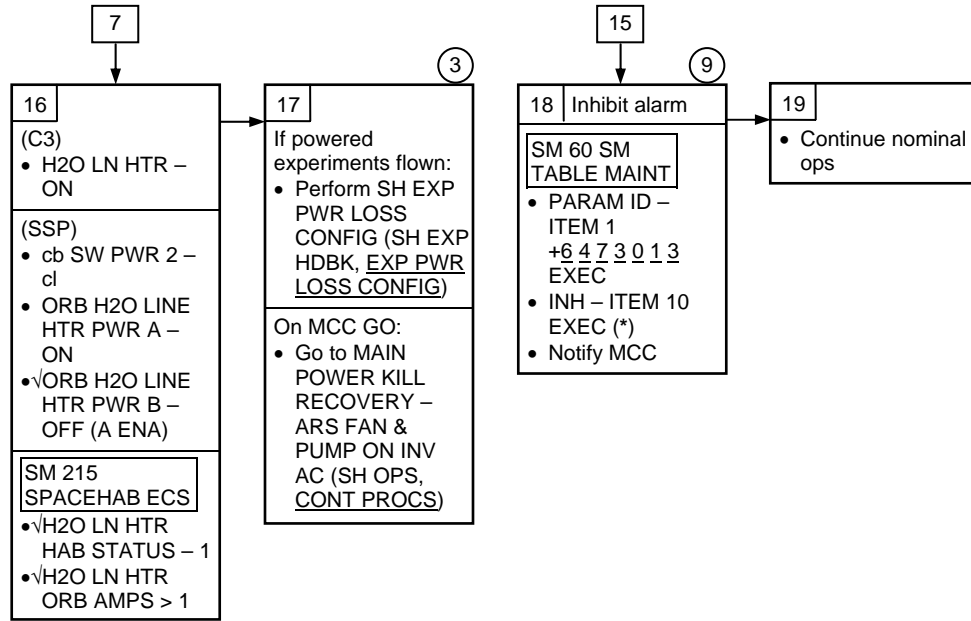 7
16
(C3)
• H2O LN HTR –
ON
(SSP)
• cb SW PWR 2 –
cl
• ORB H2O LINE
HTR PWR A –
ON
•√ORB H2O LINE
HTR PWR B –
OFF (A ENA)
SM 215
SPACEHAB ECS
•√H2O LN HTR
HAB STATUS – 1
•√H2O LN HTR
ORB AMPS > 1
3
17
If powered
experiments flown:
• Perform SH EXP
PWR LOSS
CONFIG (SH EXP
HDBK, EXP PWR
LOSS CONFIG)
On MCC GO:
• Go to MAIN
POWER KILL
RECOVERY –
ARS FAN &
PUMP ON INV
AC (SH OPS,
CONT PROCS)
15
9
18 Inhibit alarm
SM 60 SM
TABLE MAINT
• PARAM ID –
ITEM 1
+6 4 7 3 0 1 3
EXEC
• INH – ITEM 10
EXEC (*)
• Notify MCC
19
• Continue nominal
ops